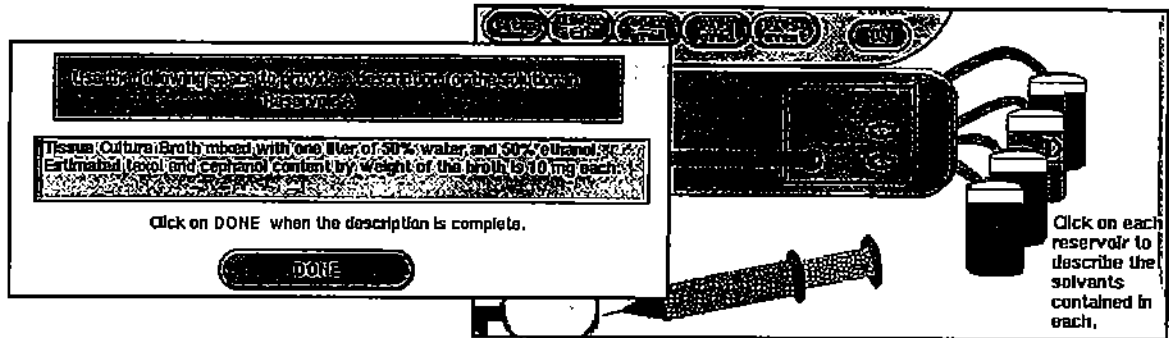 Use the following space to provide a description for the solution in
Reservoir A
Tissue Cultura Broth mixed with one liter of 50% water and 50% ethanol.
Estimated taxol and cephanol content by weight of the broth is 10 mg each.
Click on DONE when the description is complete.
DONE
Click on each
reservoir to
describe the
solvants
contained in
each.